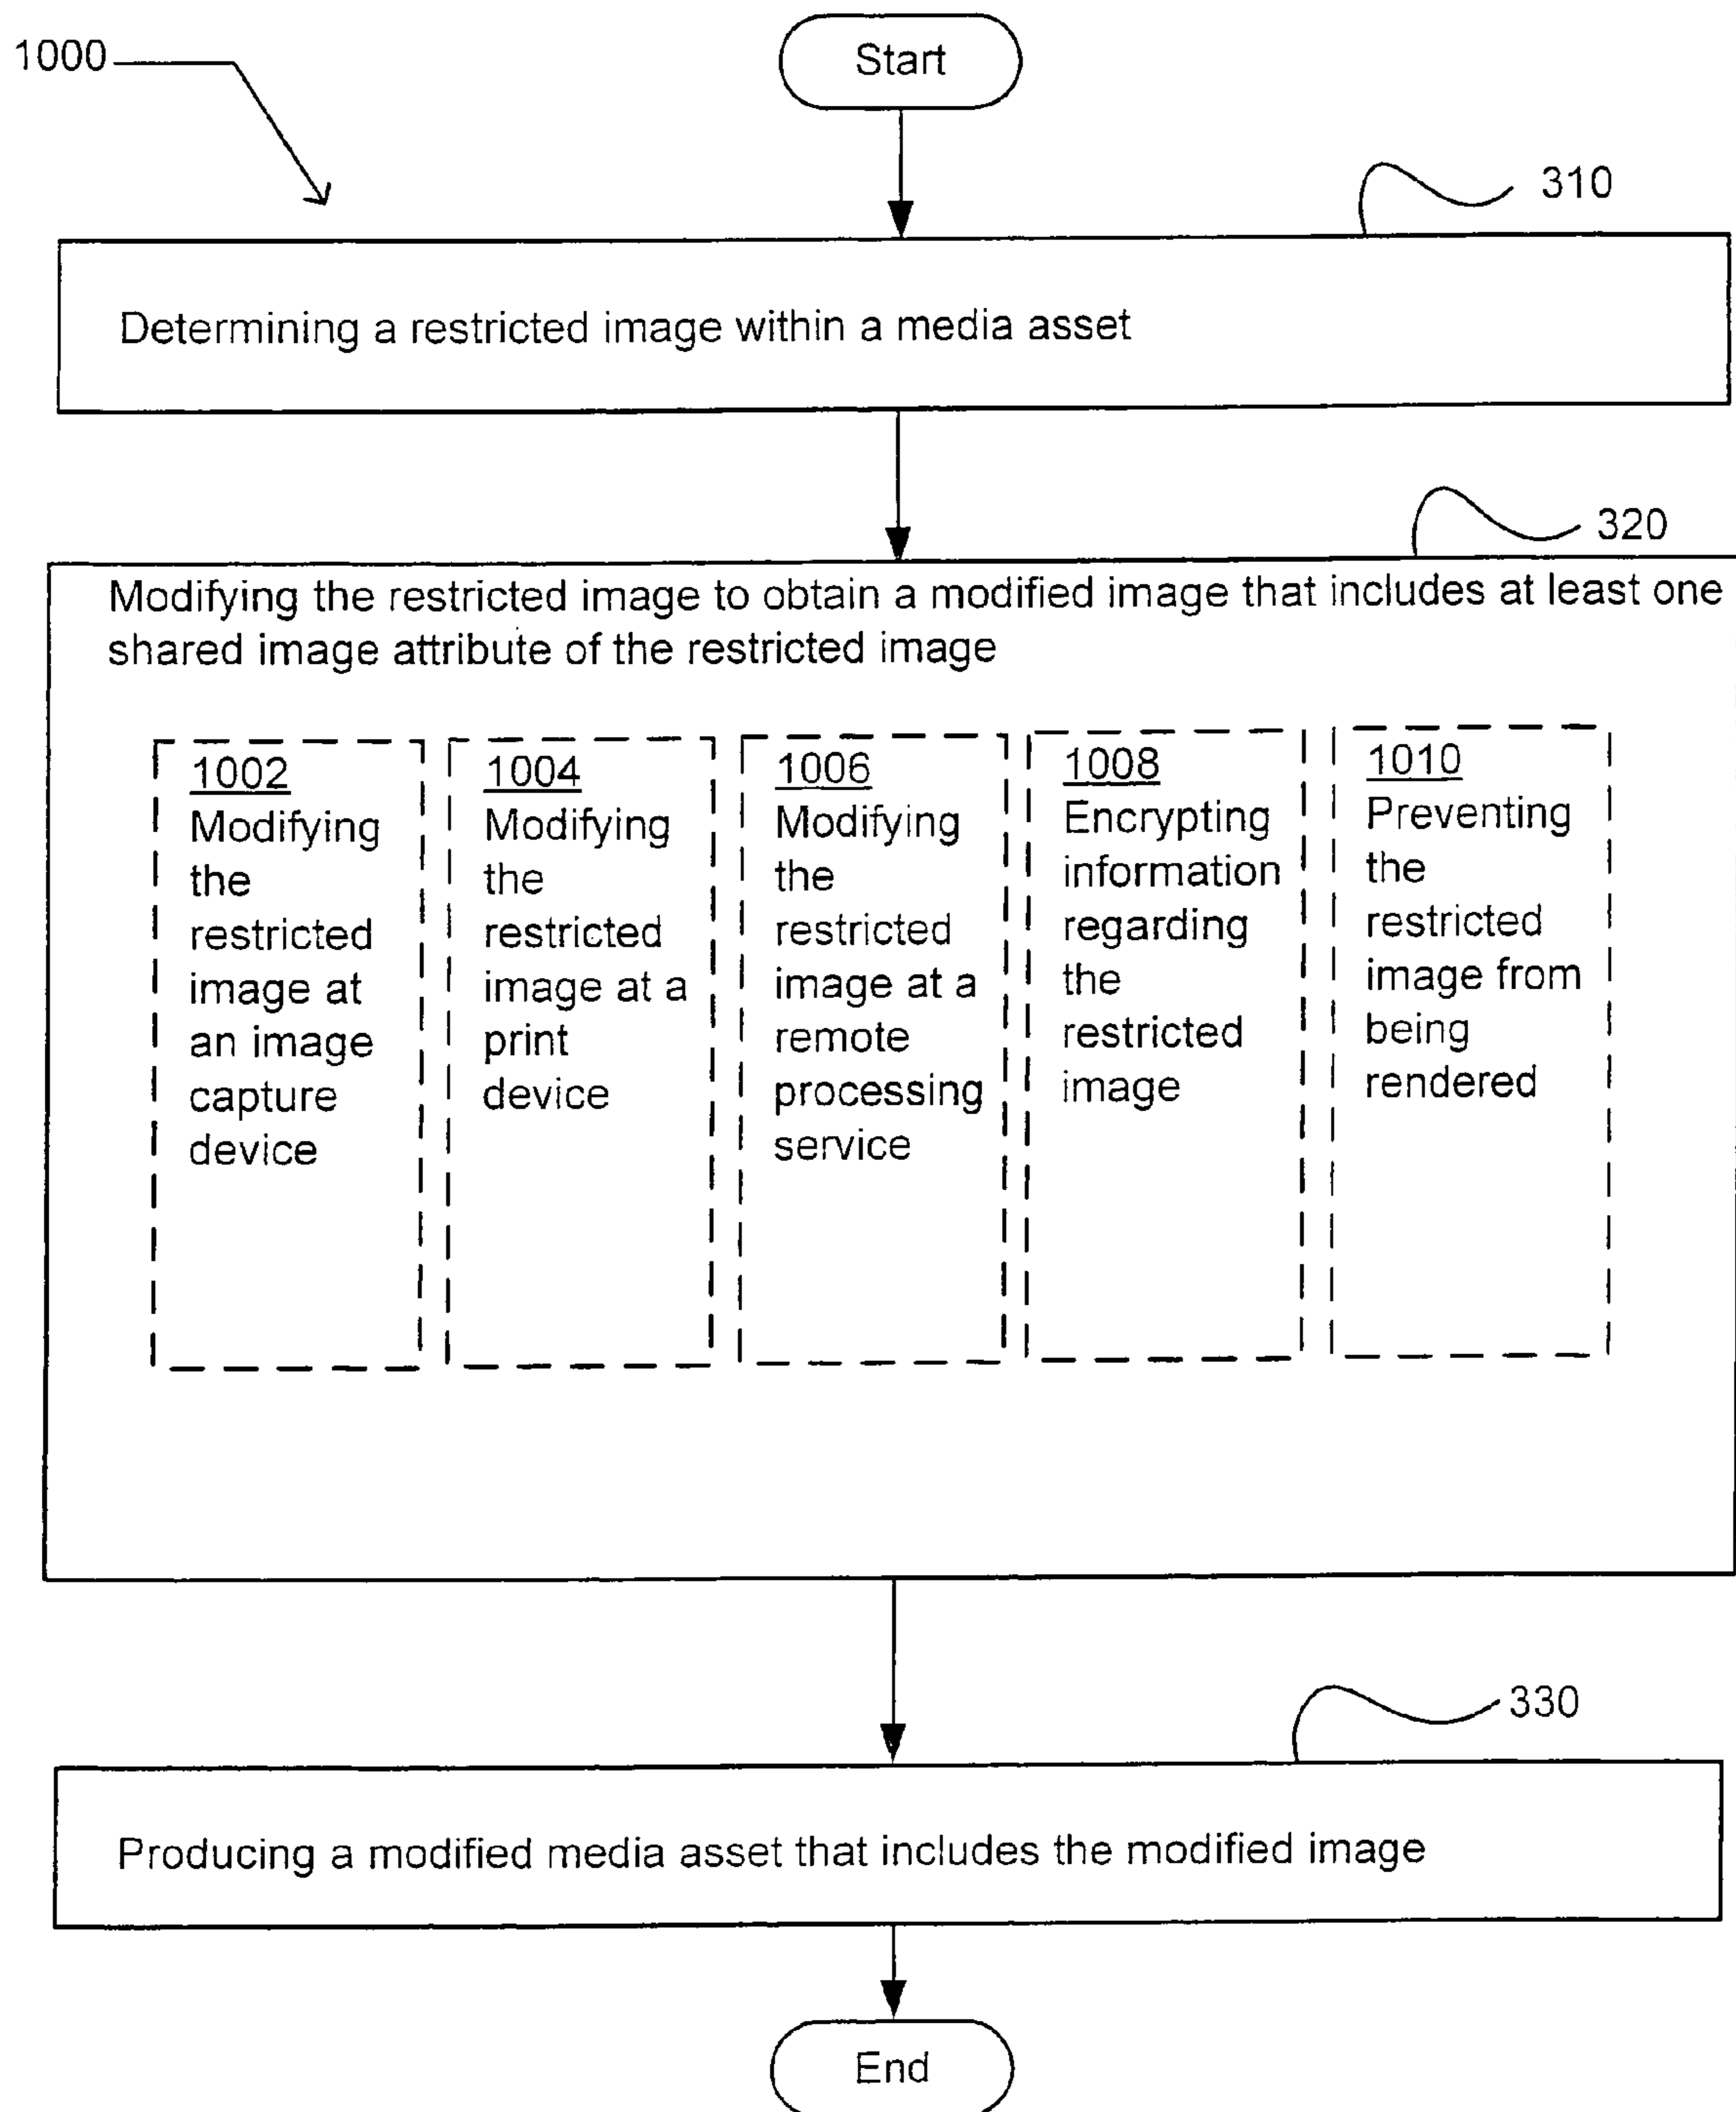 1000
Start
310
Determining a restricted image within a media asset
320
Modifying the restricted image to obtain a modified image that includes at least one
shared image attribute of the restricted image
1002
Modifying
the
restricted
image at
an image
capture
device
1004
Modifying
the
restricted
image at a
print
device
1006
Modifying
the
restricted
image at a
remote
processing
service
1008
Encrypting
information
regarding
the
restricted
image
1010
Preventing
the
restricted
image from
being
rendered
330
Producing a modified media asset that includes the modified image
End